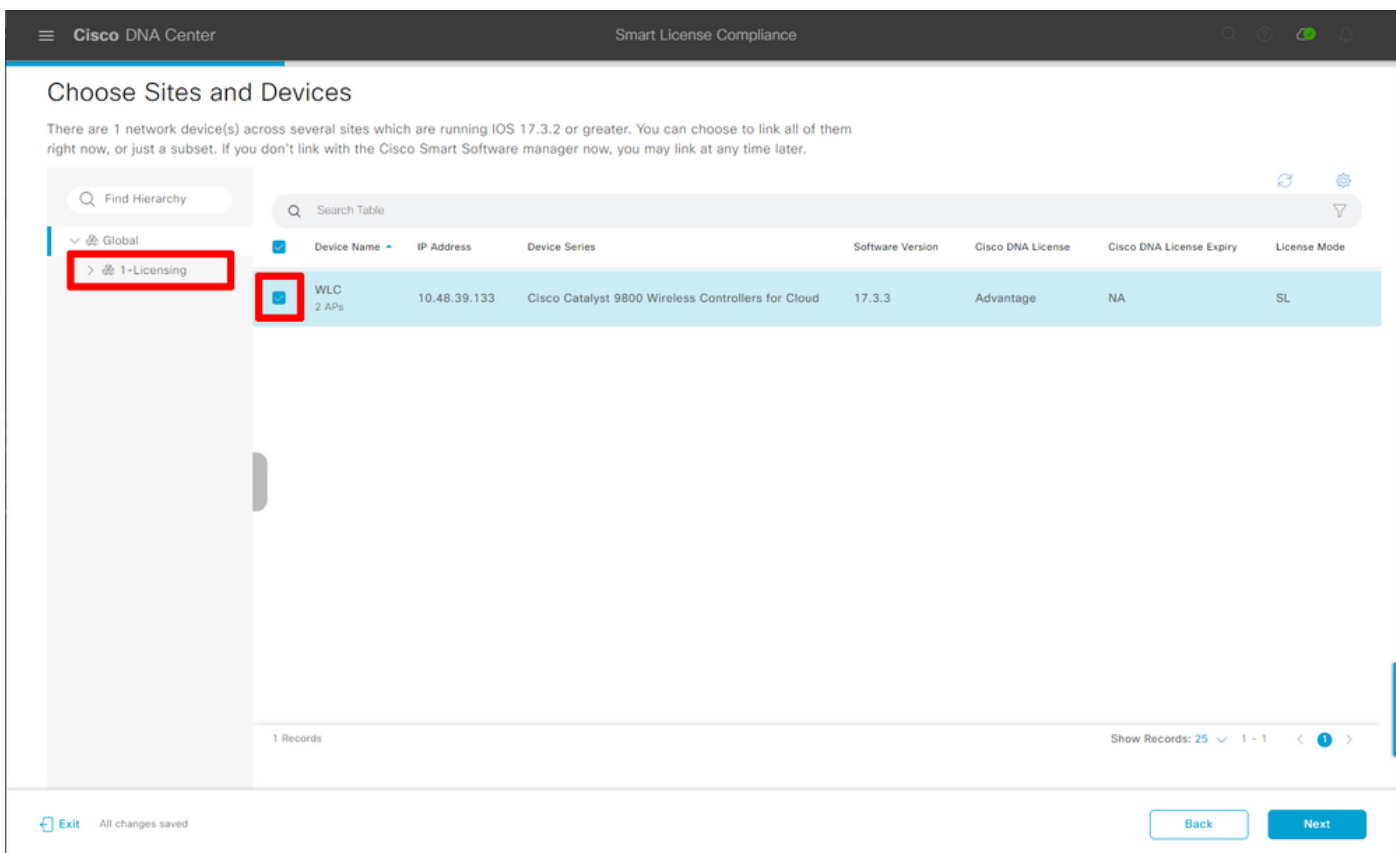 Cisco DNA Center
Smart License Compliance
Choose Sites and Devices
There are 1 network device(s) across several sites which are running IOS 17.3.2 or greater. You can choose to link all of them
right now, or just a subset. If you don't link with the Cisco Smart Software manager now, you may link at any time later.
Find Hierarchy
Global
1-Licensing
Search Table
Device Name IP Address Device Series Software Version Cisco DNA License Cisco DNA License Expiry License Mode
WLC 10.48.39.133 Cisco Catalyst 9800 Wireless Controllers for Cloud 17.3.3 Advantage NA SL
2 APs
1 Records
Show Records: 25 1 - 1 < 1 >
Exit All changes saved
Back Next